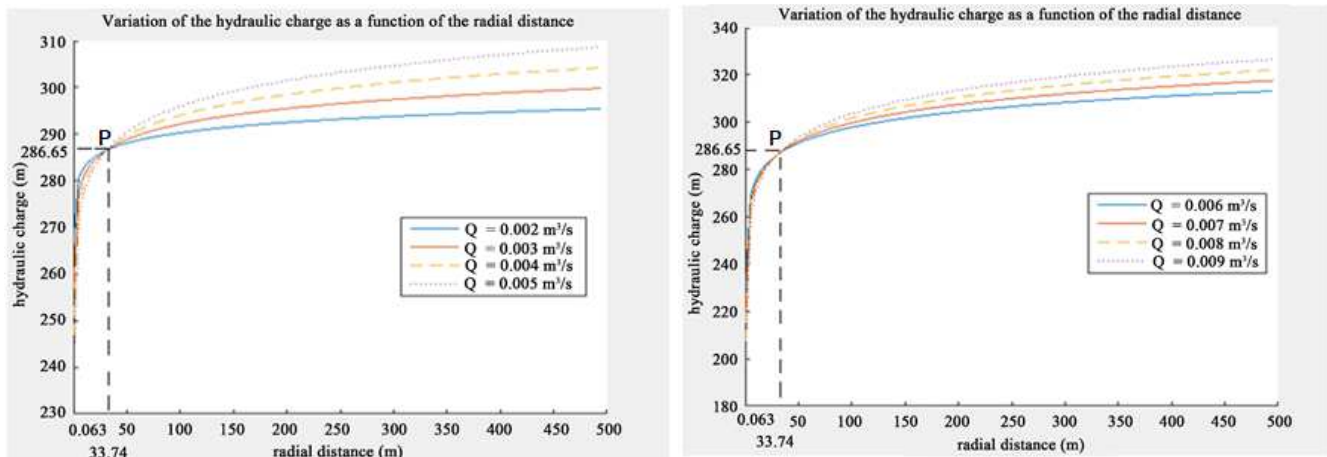 Variation of the hydraulic charge as a function of the radial distance
310
300
290
286.65
280
270
260
250
240
230
hydraulic charge (m)
P
Q = 0.002 m³/s
Q = 0.003 m³/s
Q = 0.004 m³/s
Q = 0.005 m³/s
0.063 50 100 150 200 250 300 350 400 450 500
33.74 radial distance (m)
Variation of the hydraulic charge as a function of the radial distance
340
320
300
286.65
280
260
240
220
200
180
hydraulic charge (m)
P
Q = 0.006 m³/s
Q = 0.007 m³/s
Q = 0.008 m³/s
Q = 0.009 m³/s
0.063 50 100 150 200 250 300 350 400 450 500
33.74 radial distance (m)